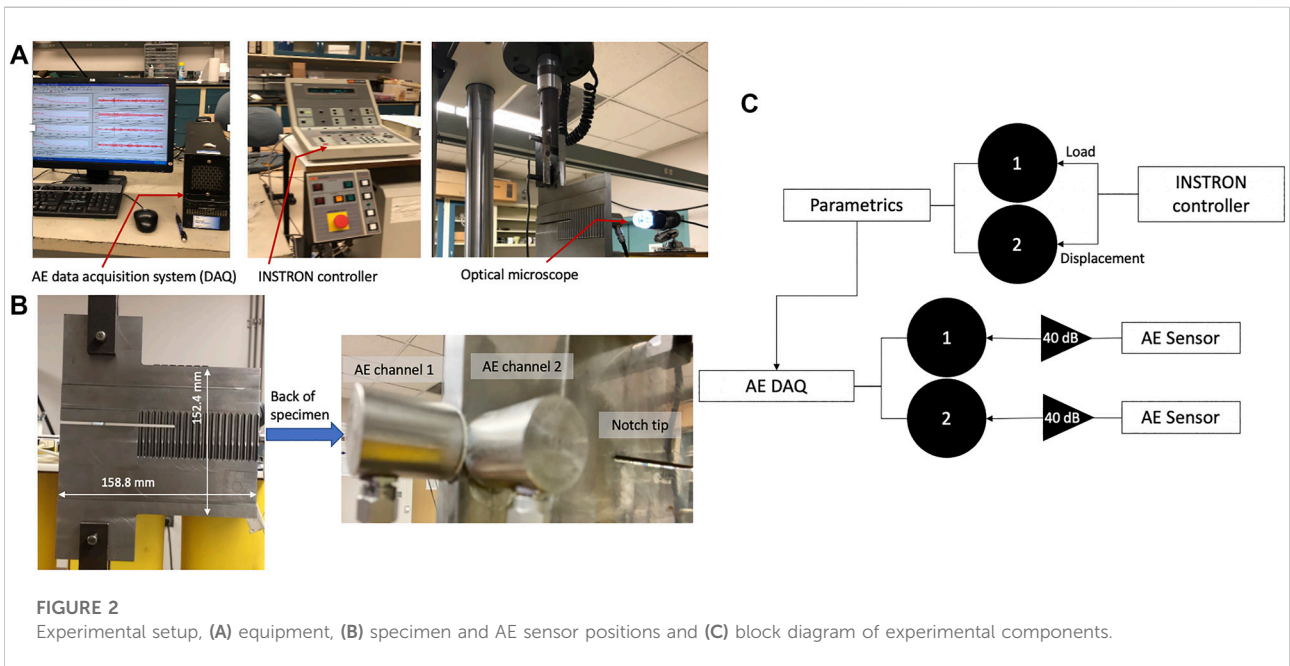 A
AE data acquisition system (DAQ)
INSTRON controller
Optical microscope
B
152.4 mm
158.8 mm
Back of
specimen
AE channel 1
AE channel 2
Notch tip
C
Parametrics
1
2
Load
Displacement
INSTRON
controller
AE DAQ
1
2
40 dB
40 dB
AE Sensor
AE Sensor
FIGURE 2
Experimental setup, (A) equipment, (B) specimen and AE sensor positions and (C) block diagram of experimental components.